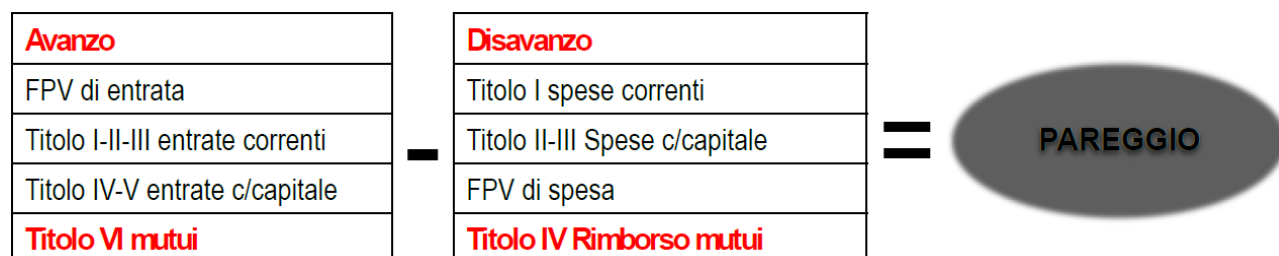 Avanzo
FPV di entrata
Titolo I-II-III entrate correnti
Titolo IV-V entrate c/capitale
Titolo VI mutui
-
Disavanzo
Titolo I spese correnti
Titolo II-III Spese c/capitale
FPV di spesa
Titolo IV Rimborso mutui
=
PAREGGIO